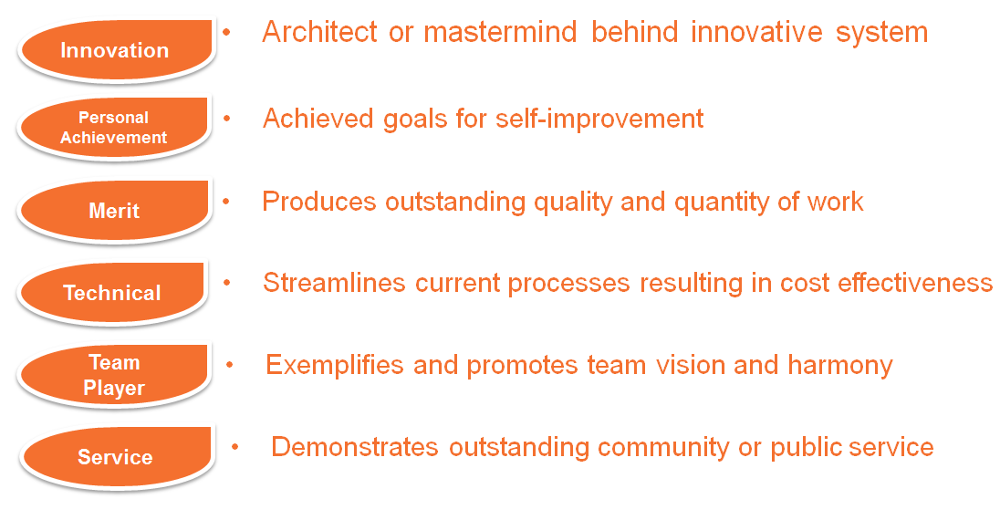 Innovation
• Architect or mastermind behind innovative system
Personal
Achievement
• Achieved goals for self-improvement
Merit
• Produces outstanding quality and quantity of work
Technical
• Streamlines current processes resulting in cost effectiveness
Team
Player
• Exemplifies and promotes team vision and harmony
Service
• Demonstrates outstanding community or public service